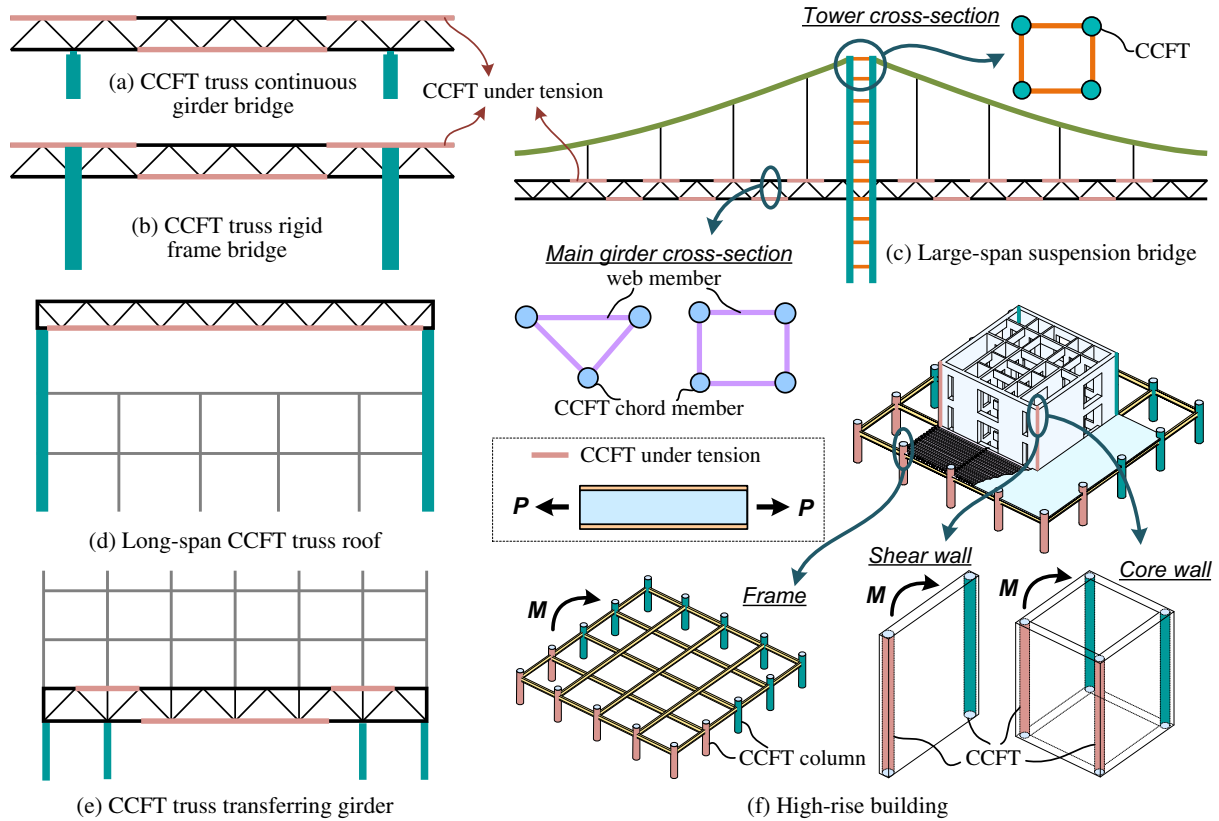 (a) CCFT truss continuous
girder bridge
CCFT under tension
(b) CCFT truss rigid
frame bridge
Tower cross-section
CCFT
(c) Large-span suspension bridge
Main girder cross-section
web member
CCFT chord member
(d) Long-span CCFT truss roof
CCFT under tension
P
P
(e) CCFT truss transferring girder
Frame
M
CCFT column
Shear wall
M
Core wall
M
CCFT
(f) High-rise building